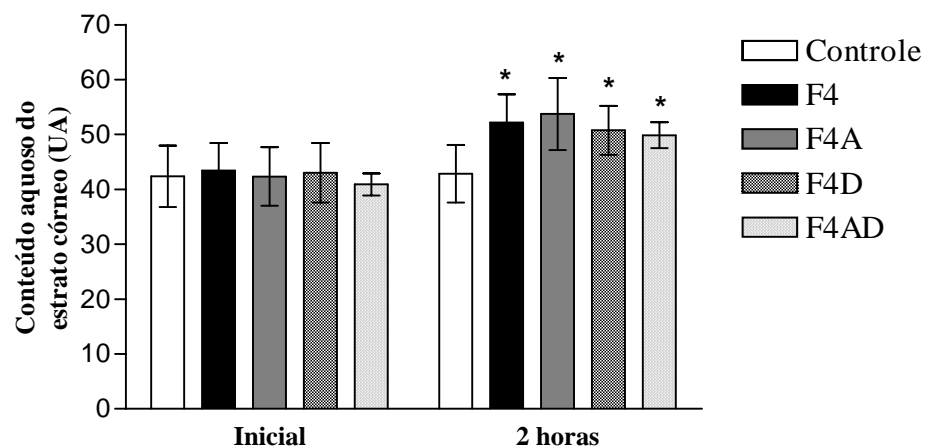 70
60
50
40
30
20
10
0
Conteúdo aquoso do
estrato córneo (UA)
* * * *
Inicial
2 horas
Controle
F4
F4A
F4D
F4AD